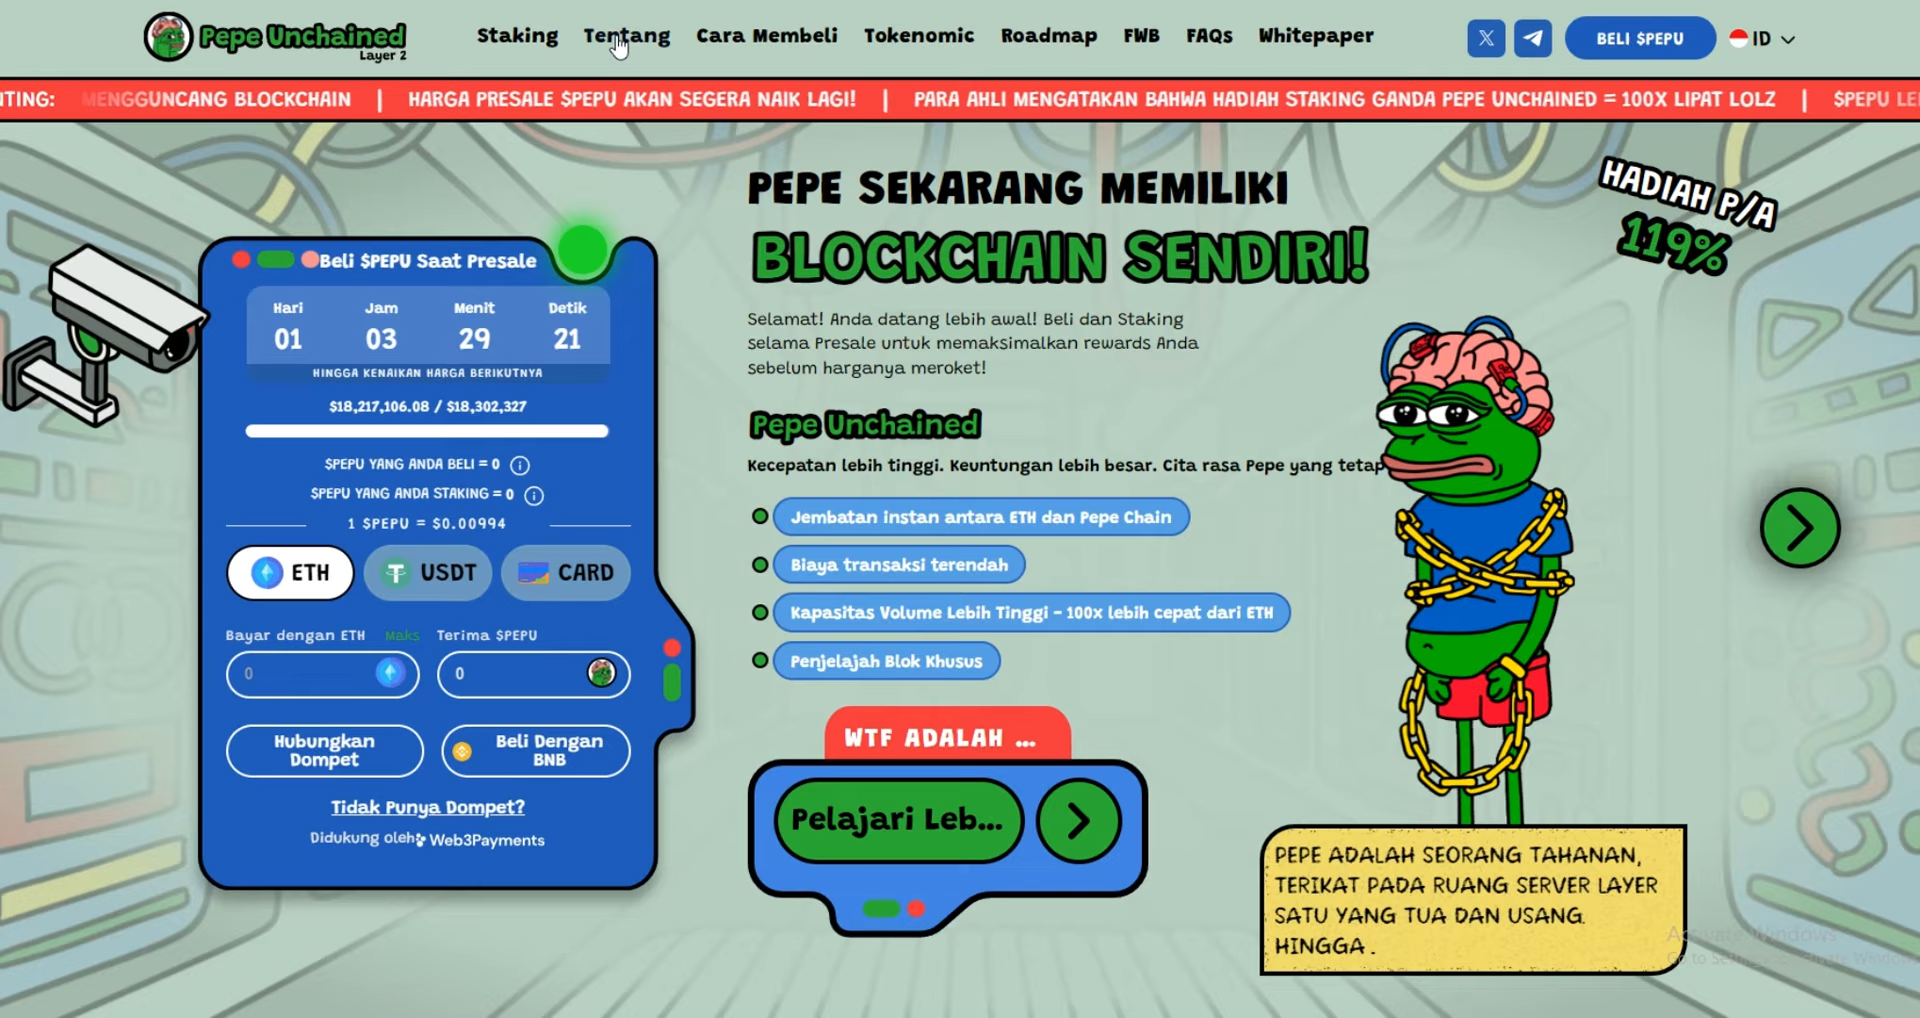 Pepe Unchained
Layer 2
Staking
Tentang
Cara Membeli
Tokenomic
Roadmap
FWB
FAQs
Whitepaper
BELI $PEPU
ID
NTING: MENGGUNCANG BLOCKCHAIN | HARGA PRESALE $PEPU AKAN SEGERA NAIK LAGI! | PARA AHLI MENGATAKAN BAHWA HADIAH STAKING GANDA PEPE UNCHAINED = 100X LIPAT LOLZ | $PEPU LE
Beli $PEPU Saat Presale
Hari Jam Menit Detik
01 03 29 21
HINGGA KENAIKAN HARGA BERIKUTNYA
$18,217,106.08 / $18,302,327
$PEPU YANG ANDA BELI = 0
$PEPU YANG ANDA STAKING = 0
1 $PEPU = $0.00994
ETH USDT CARD
Bayar dengan ETH Maks Terima $PEPU
0 0
Hubungkan
Dompet
Beli Dengan
BNB
Tidak Punya Dompet?
Didukung oleh Web3Payments
PEPE SEKARANG MEMILIKI
BLOCKCHAIN SENDIRI!
Selamat! Anda datang lebih awal! Beli dan Staking
selama Presale untuk memaksimalkan rewards Anda
sebelum harganya meroket!
Pepe Unchained
Kecepatan lebih tinggi. Keuntungan lebih besar. Cita rasa Pepe yang tetap
Jembatan instan antara ETH dan Pepe Chain
Biaya transaksi terendah
Kapasitas Volume Lebih Tinggi - 100x lebih cepat dari ETH
Penjelajah Blok Khusus
WTF ADALAH ...
Pelajari Leb...
HADIAH P/A
119%
PEPE ADALAH SEORANG TAHANAN,
TERIKAT PADA RUANG SERVER LAYER
SATU YANG TUA DAN USANG.
HINGGA .
Activate Windows